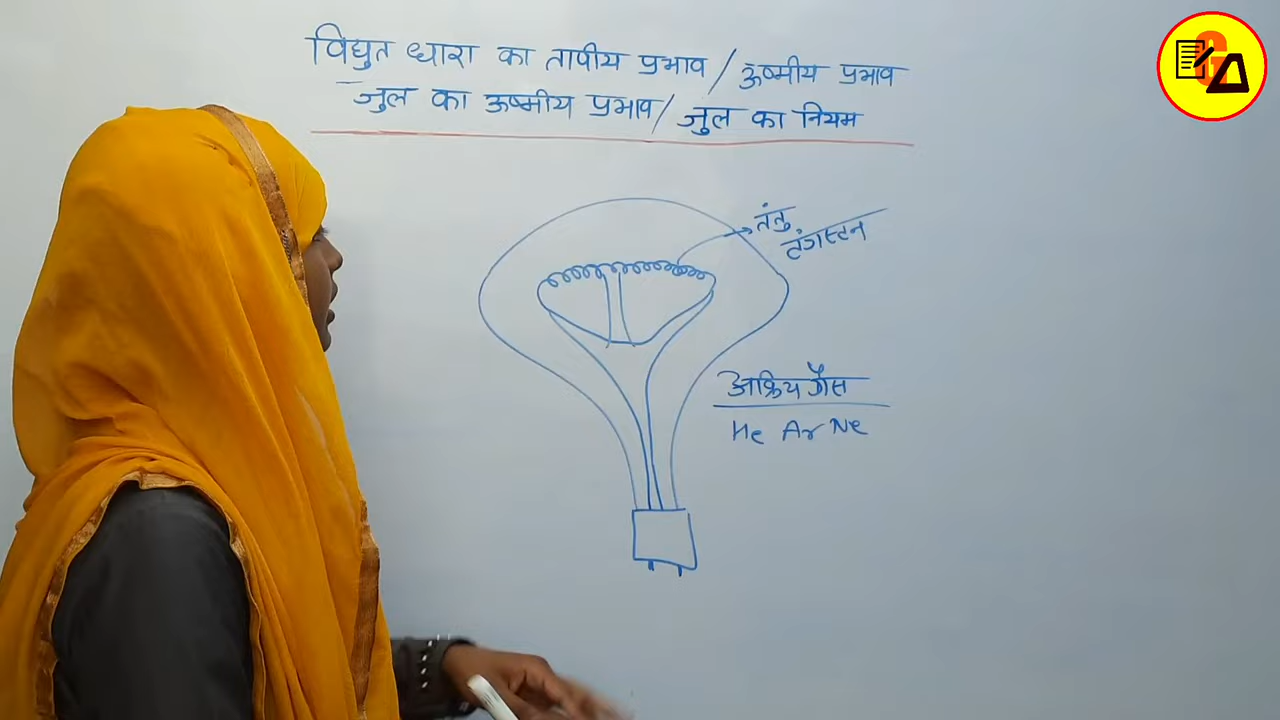 विद्युत धारा का तापीय प्रभाव / ऊष्मीय प्रभाव
जुल का ऊष्मीय प्रभाव / जुल का नियम
तंतु
टंगस्टन
अक्रिय गैस
He Ar Ne